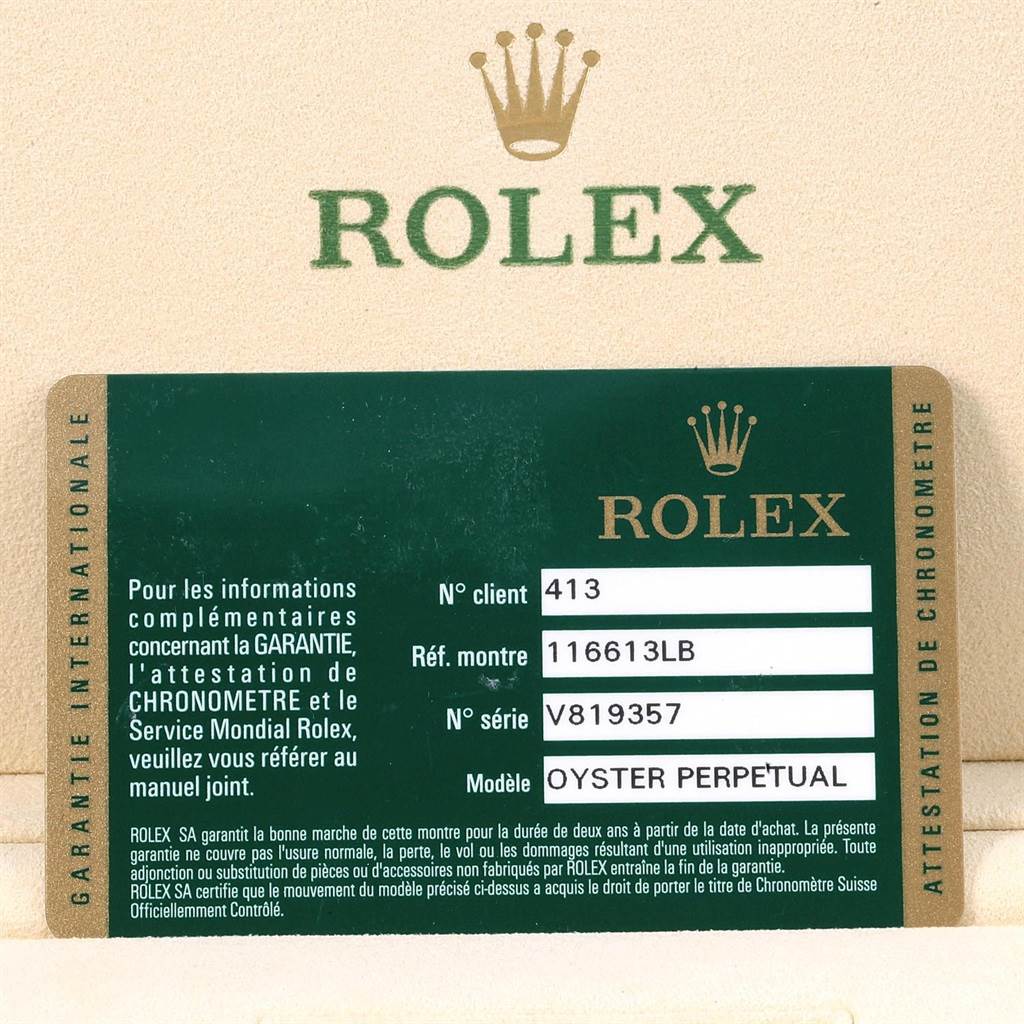 ROLEX
GARANTIE INTERNATIONALE
ROLEX
Pour les informations
complémentaires
concernant la GARANTIE,
l'attestation de
CHRONOMETRE et le
Service Mondial Rolex,
veuillez vous référer au
manuel joint.
N° client 413
Réf. montre 116613LB
N° série V819357
Modèle OYSTER PERPETUAL
ROLEX SA garantit la bonne marche de cette montre pour la durée de deux ans à partir de la date d'achat. La présente
garantie ne couvre pas l'usure normale, la perte, le vol ou les dommages résultant d'une utilisation inappropriée. Toute
adjonction ou substitution de pièces ou d'accessoires non fabriqués par ROLEX entraîne la fin de la garantie.
ROLEX SA certifie que le mouvement du modèle précisé ci-dessus a acquis le droit de porter le titre de Chronomètre Suisse
Officiellemment Contrôlé.
ATTESTATION DE CHRONOMETRE